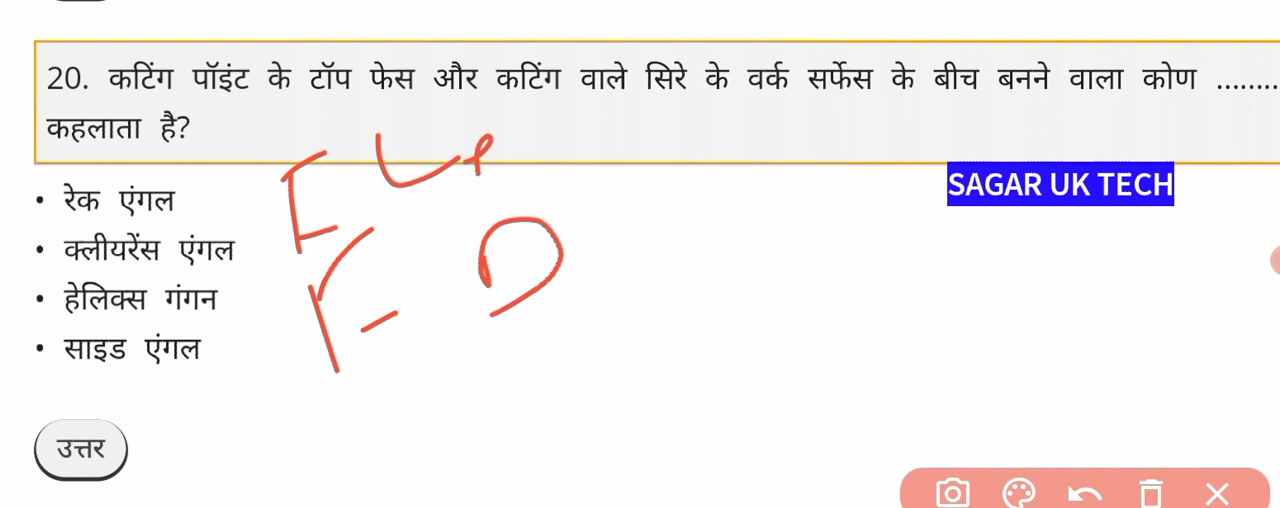 20. कटिंग पॉइंट के टॉप फेस और कटिंग वाले सिरे के वर्क सर्फेस के बीच बनने वाला कोण ........
कहलाता है?
SAGAR UK TECH
• रेक एंगल
• क्लीयरेंस एंगल
• हेलिक्स गंगन
• साइड एंगल
उत्तर